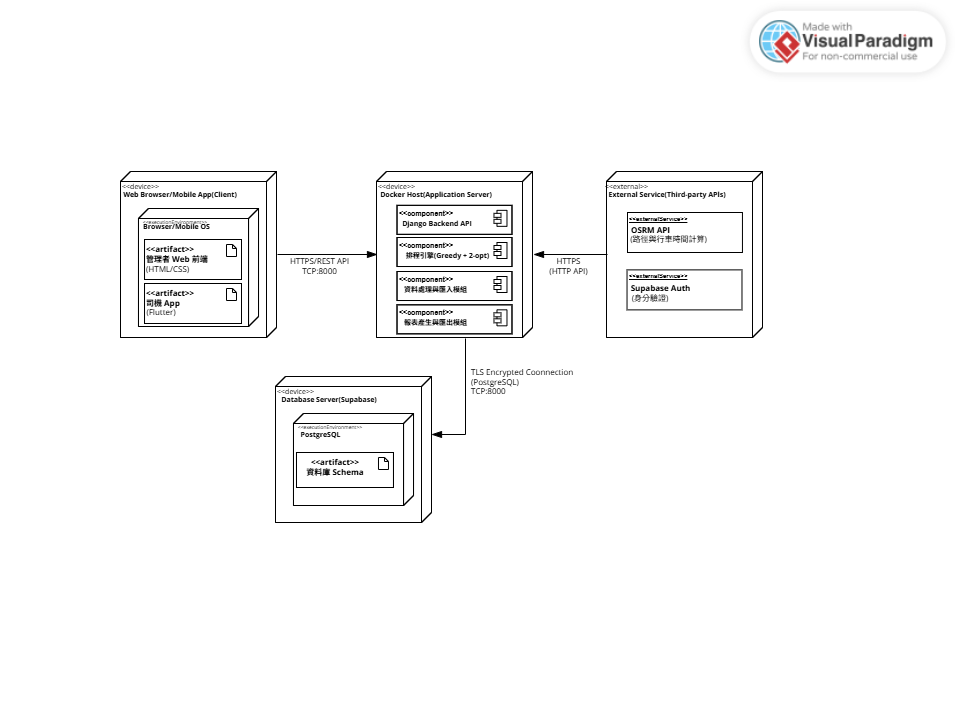 Made with
Visual Paradigm
For non-commercial use
<<device>>
Web Browser/Mobile App(Client)
<<executionEnvironment>>
Browser/Mobile OS
<<artifact>>
管理者 Web 前端
(HTML/CSS)
<<artifact>>
司機 App
(Flutter)
HTTPS/REST API
TCP:8000
<<device>>
Docker Host(Application Server)
<<component>>
Django Backend API
<<component>>
排程引擎(Greedy + 2-opt)
<<component>>
資料處理與匯入模組
<<component>>
報表產生與匯出模組
HTTPS
(HTTP API)
<<external>>
External Service(Third-party APIs)
<<externalService>>
OSRM API
(路徑與行車時間計算)
<<externalService>>
Supabase Auth
(身分驗證)
TLS Encrypted Coonnection
(PostgreSQL)
TCP:8000
<<device>>
Database Server(Supabase)
<<executionEnvironment>>
PostgreSQL
<<artifact>>
資料庫 Schema